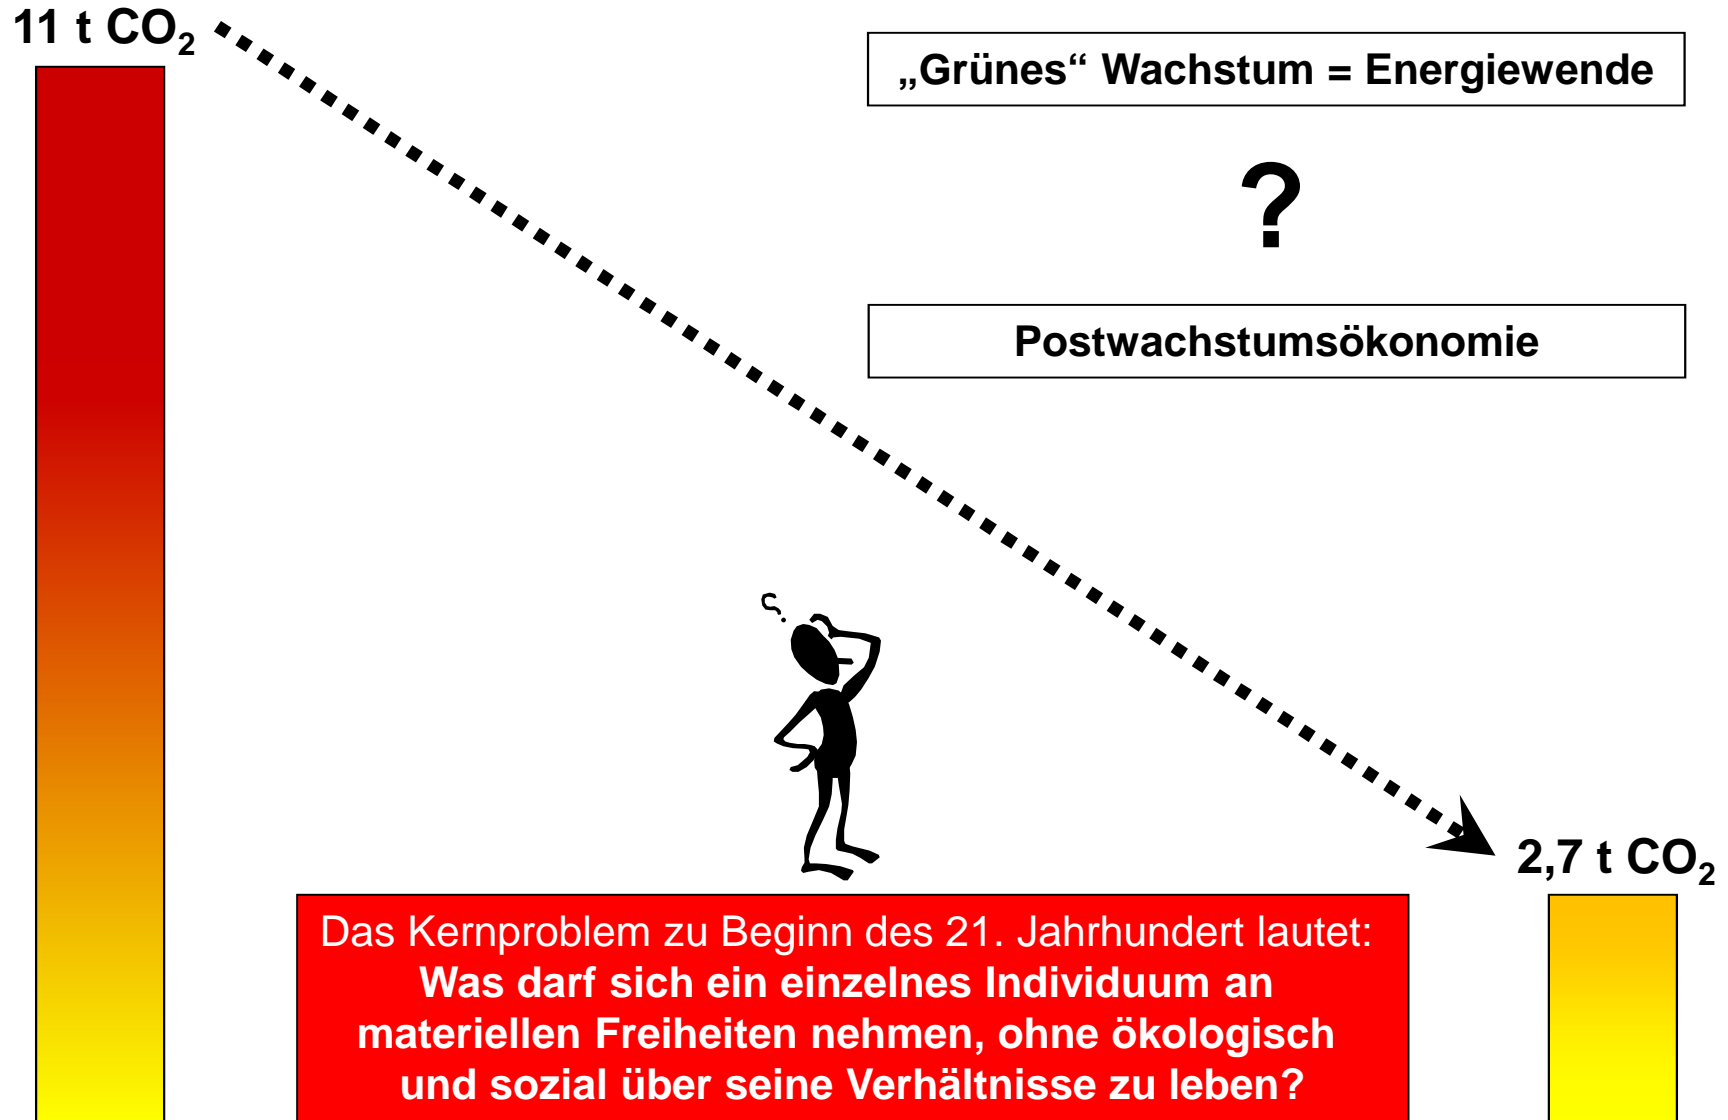 11 t CO₂
„Grünes“ Wachstum = Energiewende
?
Postwachstumsökonomie
?
2,7 t CO₂
Das Kernproblem zu Beginn des 21. Jahrhundert lautet:
Was darf sich ein einzelnes Individuum an
materiellen Freiheiten nehmen, ohne ökologisch
und sozial über seine Verhältnisse zu leben?